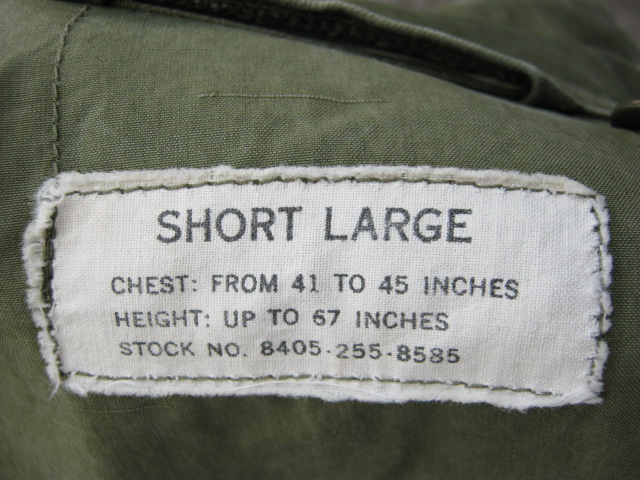 SHORT LARGE
CHEST: FROM 41 TO 45 INCHES
HEIGHT: UP TO 67 INCHES
STOCK NO. 8405-255-8585